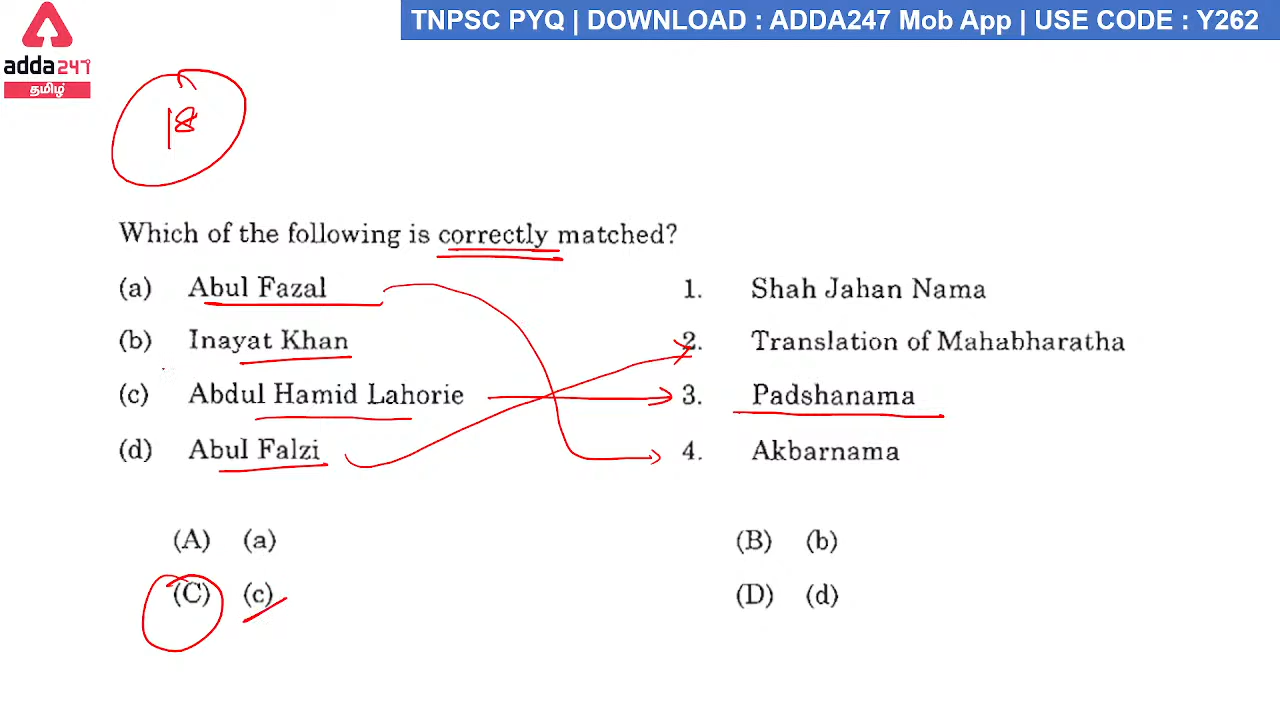 TNPSC PYQ | DOWNLOAD : ADDA247 Mob App | USE CODE : Y262
adda247
தமிழ்
18
Which of the following is correctly matched?
(a) Abul Fazal 1. Shah Jahan Nama
(b) Inayat Khan 2. Translation of Mahabharatha
(c) Abdul Hamid Lahorie 3. Padshanama
(d) Abul Falzi 4. Akbarnama
(A) (a) (B) (b)
(C) (c) (D) (d)